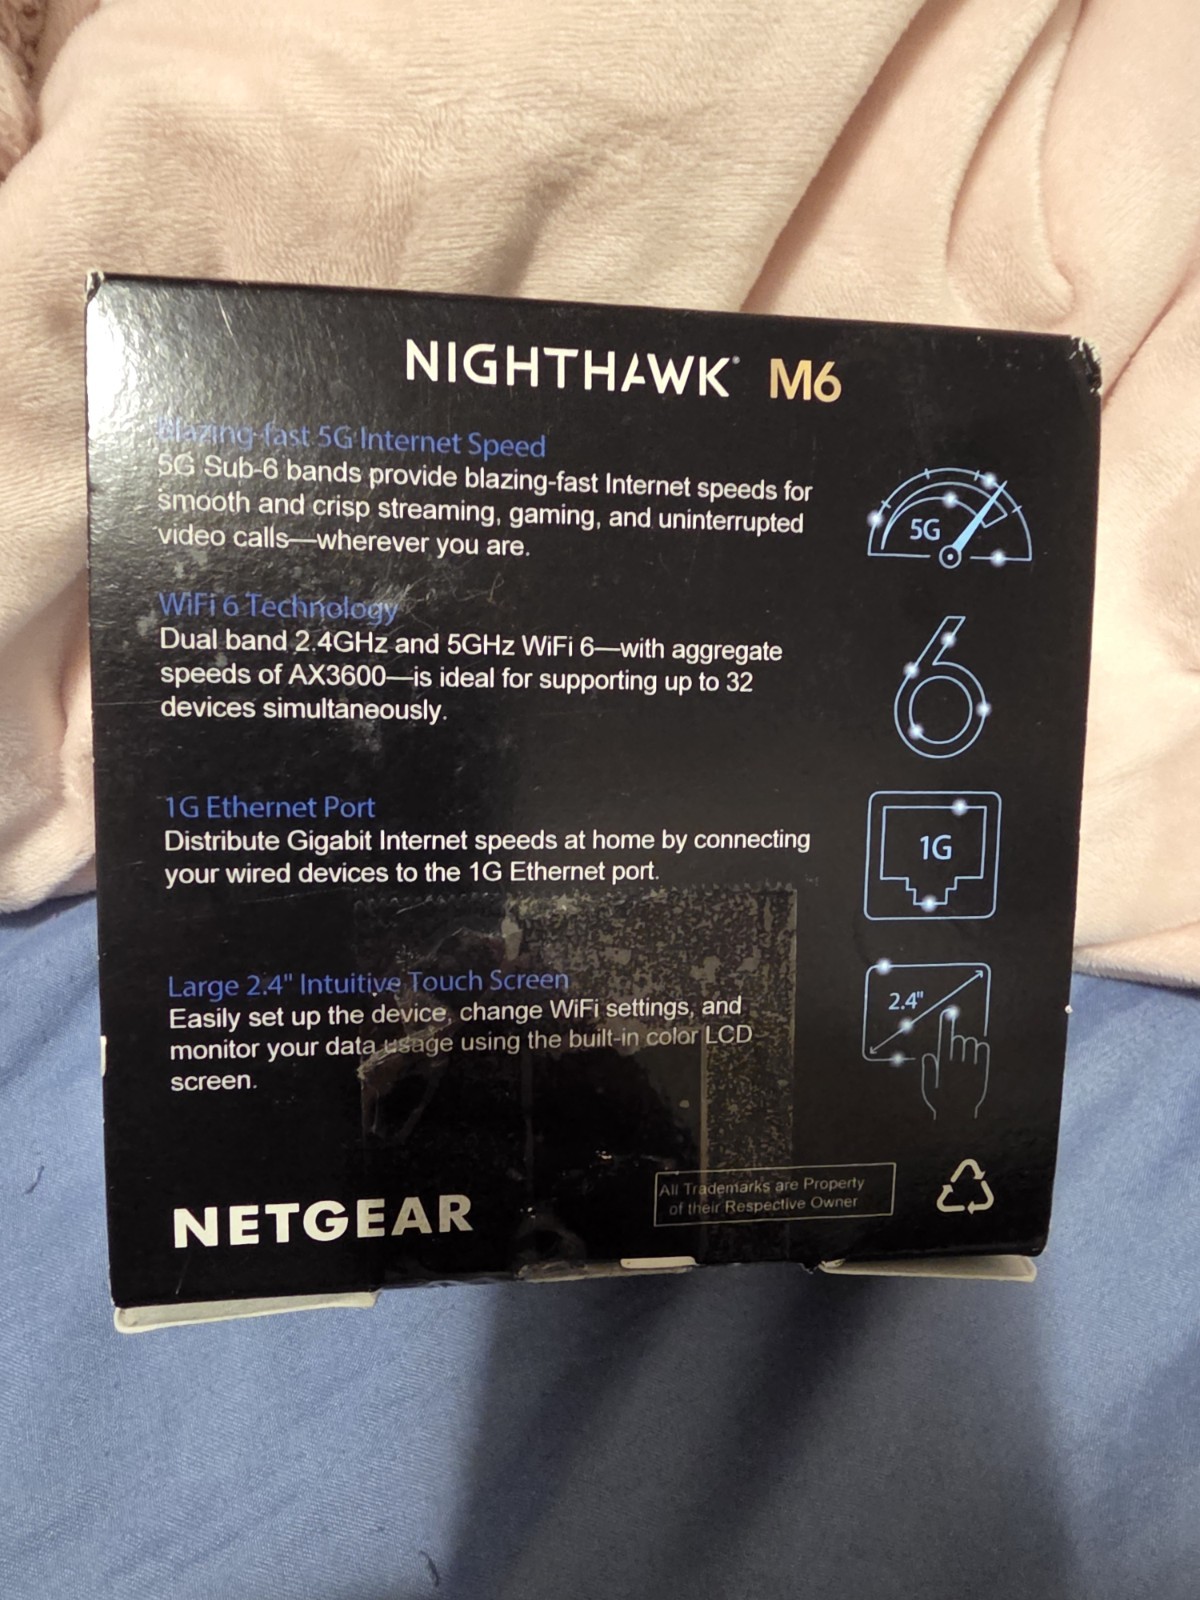 NIGHTHAWK® M6
Blazing-fast 5G Internet Speed
5G Sub-6 bands provide blazing-fast Internet speeds for
smooth and crisp streaming, gaming, and uninterrupted
video calls—wherever you are.
5G
WiFi 6 Technology
Dual band 2.4GHz and 5GHz WiFi 6—with aggregate
speeds of AX3600—is ideal for supporting up to 32
devices simultaneously.
6
1G Ethernet Port
Distribute Gigabit Internet speeds at home by connecting
your wired devices to the 1G Ethernet port.
1G
Large 2.4" Intuitive Touch Screen
Easily set up the device, change WiFi settings, and
monitor your data usage using the built-in color LCD
screen.
2.4"
NETGEAR
All Trademarks are Property
of their Respective Owner